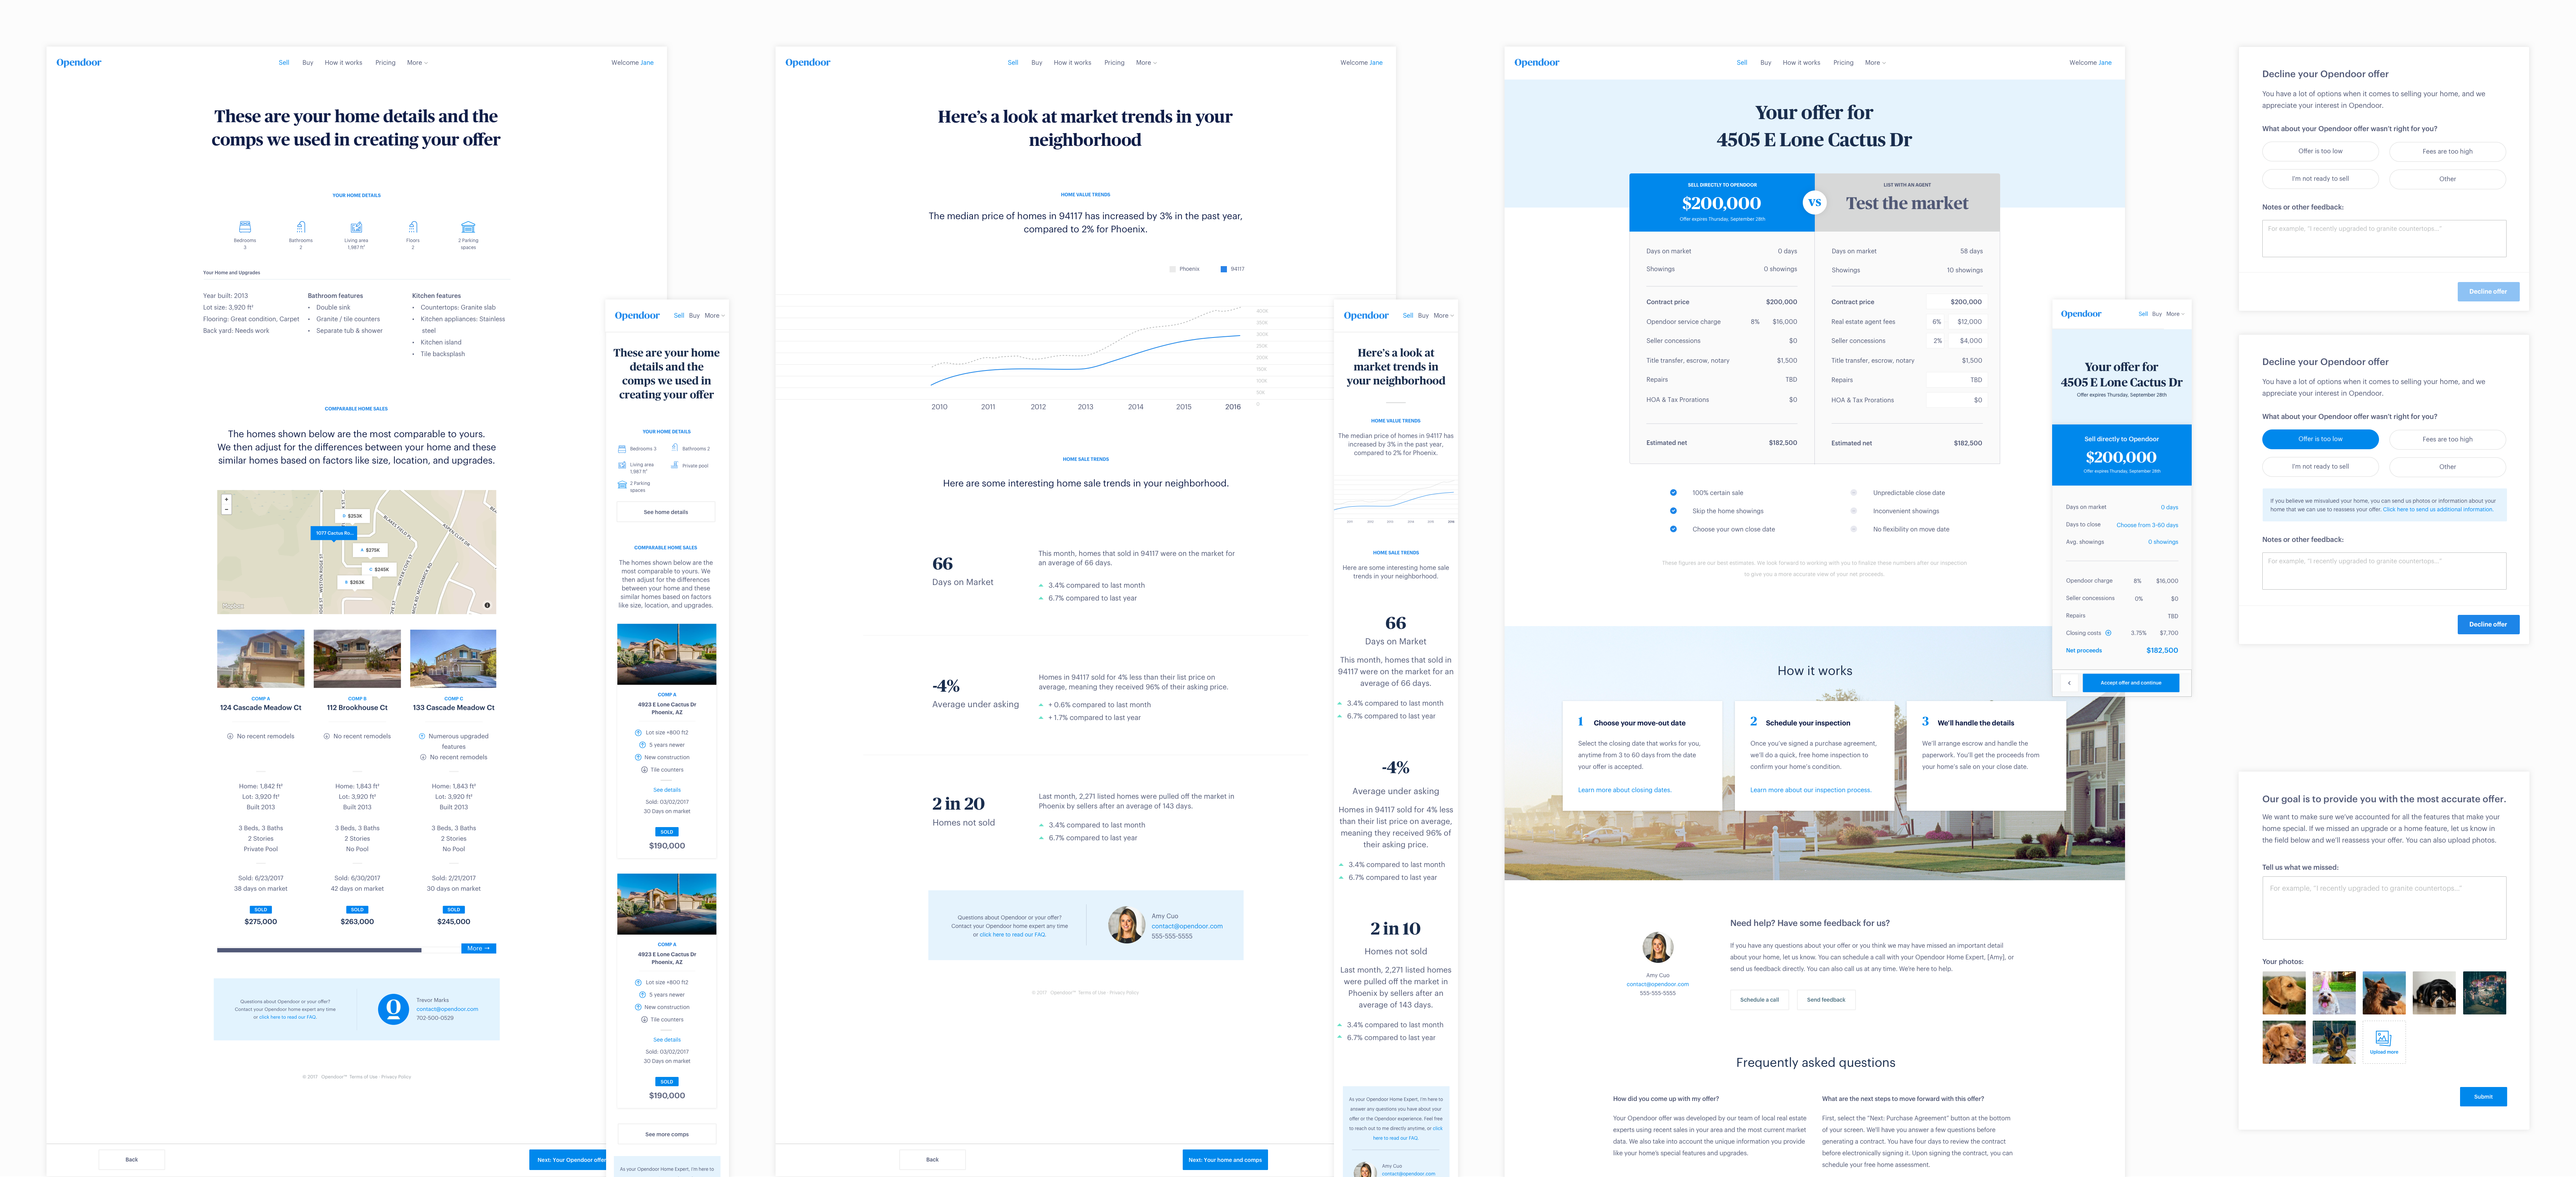 Opendoor
Sell Buy How it works Pricing More
Welcome Jane
These are your home details and the
comps we used in creating your offer
YOUR HOME DETAILS
Bedrooms
3
Bathrooms
2
Living area
1,987 ft²
Floors
2
2 Parking
spaces
Your Home and Upgrades
Year built: 2013
Lot size: 3,920 ft²
Flooring: Great condition, Carpet
Back yard: Needs work
Bathroom features
• Double sink
• Granite / tile counters
• Separate tub & shower
Kitchen features
• Countertops: Granite slab
• Kitchen appliances: Stainless
steel
• Kitchen island
• Tile backsplash
COMPARABLE HOME SALES
The homes shown below are the most comparable to yours.
We then adjust for the differences between your home and these
similar homes based on factors like size, location, and upgrades.
$253K
1077 Cactus Ro...
A $275K
C $245K
B $263K
BLAKES FIELD PL
ASPEN CLIFF DR
WATER COVE ST
MCCORMICK RD
WESTON RIDGE ST
Mapbox
COMP A
124 Cascade Meadow Ct
No recent remodels
Home: 1,842 ft²
Lot: 3,920 ft²
Built 2013
3 Beds, 3 Baths
2 Stories
Private Pool
Sold: 6/23/2017
38 days on market
SOLD
$275,000
COMP B
112 Brookhouse Ct
No recent remodels
Home: 1,843 ft²
Lot: 3,920 ft²
Built 2013
3 Beds, 3 Baths
2 Stories
No Pool
Sold: 6/30/2017
42 days on market
SOLD
$263,000
COMP C
133 Cascade Meadow Ct
Numerous upgraded
features
No recent remodels
Home: 1,843 ft²
Lot: 3,920 ft²
Built 2013
3 Beds, 3 Baths
2 Stories
No Pool
Sold: 2/21/2017
30 days on market
SOLD
$245,000
More →
Questions about Opendoor or your offer?
Contact your Opendoor home expert any time
or click here to read our FAQ.
Trevor Marks
contact@opendoor.com
702-500-0529
© 2017 · Opendoor™ Terms of Use · Privacy Policy
Back
Next: Your Opendoor offer
Opendoor
Sell Buy More
These are your home
details and the
comps we used in
creating your offer
YOUR HOME DETAILS
Bedrooms 3
Bathrooms 2
Living area
1,987 ft²
Private pool
2 Parking
spaces
See home details
COMPARABLE HOME SALES
The homes shown below are the
most comparable to yours. We
then adjust for the differences
between your home and these
similar homes based on factors
like size, location, and upgrades.
COMP A
4923 E Lone Cactus Dr
Phoenix, AZ
Lot size +800 ft2
5 years newer
New construction
Tile counters
See details
Sold: 03/02/2017
30 Days on market
SOLD
$190,000
COMP A
4923 E Lone Cactus Dr
Phoenix, AZ
Lot size +800 ft2
5 years newer
New construction
Tile counters
See details
Sold: 03/02/2017
30 Days on market
SOLD
$190,000
See more comps
As your Opendoor Home Expert, I'm here to
Opendoor
Sell Buy How it works Pricing More
Welcome Jane
Here's a look at market trends in your
neighborhood
HOME VALUE TRENDS
The median price of homes in 94117 has increased by 3% in the past year,
compared to 2% for Phoenix.
Phoenix 94117
400K
350K
300K
250K
200K
150K
100K
50K
0
2010 2011 2012 2013 2014 2015 2016
HOME SALE TRENDS
Here are some interesting home sale trends in your neighborhood.
66
Days on Market
This month, homes that sold in 94117 were on the market for
an average of 66 days.
3.4% compared to last month
6.7% compared to last year
-4%
Average under asking
Homes in 94117 sold for 4% less than their list price on
average, meaning they received 96% of their asking price.
+ 0.6% compared to last month
+ 1.7% compared to last year
2 in 20
Homes not sold
Last month, 2,271 listed homes were pulled off the market in
Phoenix by sellers after an average of 143 days.
3.4% compared to last month
6.7% compared to last year
Questions about Opendoor or your offer?
Contact your Opendoor home expert any time
or click here to read our FAQ.
Amy Cuo
contact@opendoor.com
555-555-5555
© 2017 · Opendoor™ Terms of Use · Privacy Policy
Back
Next: Your home and comps
Opendoor
Sell Buy More
Here's a look at
market trends in
your neighborhood
HOME VALUE TRENDS
The median price of homes in 94117 has
increased by 3% in the past year,
compared to 2% for Phoenix.
2011 2012 2013 2014 2015 2016
HOME SALE TRENDS
Here are some interesting home sale
trends in your neighborhood.
66
Days on Market
This month, homes that sold in
94117 were on the market for an
average of 66 days.
3.4% compared to last month
6.7% compared to last year
-4%
Average under asking
Homes in 94117 sold for 4% less
than their list price on average,
meaning they received 96% of
their asking price.
3.4% compared to last month
6.7% compared to last year
2 in 10
Homes not sold
Last month, 2,271 listed homes
were pulled off the market in
Phoenix by sellers after an
average of 143 days.
3.4% compared to last month
6.7% compared to last year
As your Opendoor Home Expert, I'm here to
answer any questions you have about your
offer or the Opendoor experience. Feel free
to reach out to me directly anytime, or click
here to read our FAQ.
Amy Cuo
contact@opendoor.com
Opendoor
Sell Buy How it works Pricing More
Welcome Jane
Your offer for
4505 E Lone Cactus Dr
SELL DIRECTLY TO OPENDOOR
$200,000
Offer expires Thursday, September 28th
VS
LIST WITH AN AGENT
Test the market
Days on market 0 days
Showings 0 showings
Contract price $200,000
Opendoor service charge 8% $16,000
Seller concessions $0
Title transfer, escrow, notary $1,500
Repairs TBD
HOA & Tax Prorations $0
Estimated net $182,500
Days on market 58 days
Showings 10 showings
Contract price $200,000
Real estate agent fees 6% $12,000
Seller concessions 2% $4,000
Title transfer, escrow, notary $1,500
Repairs TBD
HOA & Tax Prorations $0
Estimated net $182,500
100% certain sale
Skip the home showings
Choose your own close date
Unpredictable close date
Inconvenient showings
No flexibility on move date
These figures are our best estimates. We look forward to working with you to finalize these numbers after our inspection
to give you a more accurate view of your net proceeds.
How it works
1 Choose your move-out date
Select the closing date that works for you,
anytime from 3 to 60 days from the date
your offer is accepted.
Learn more about closing dates.
2 Schedule your inspection
Once you've signed a purchase agreement,
we'll do a quick, free home inspection to
confirm your home's condition.
Learn more about our inspection process.
3 We'll handle the details
We'll arrange escrow and handle the
paperwork. You'll get the proceeds from
your home's sale on your close date.
Amy Cuo
contact@opendoor.com
555-555-5555
Need help? Have some feedback for us?
If you have any questions about your offer or you think we may have missed an important detail
about your home, let us know. You can schedule a call with your Opendoor Home Expert, [Amy], or
send us feedback directly. You can also call us at any time. We're here to help.
Schedule a call
Send feedback
Frequently asked questions
How did you come up with my offer?
Your Opendoor offer was developed by our team of local real estate
experts using recent sales in your area and the most current market
data. We also take into account the unique information you provide
like your home's special features and upgrades.
What are the next steps to move forward with this offer?
First, select the "Next: Purchase Agreement" button at the bottom
of your screen. We'll have you answer a few questions before
generating a contract. You have four days to review the contract
before electronically signing it. Upon signing the contract, you can
schedule your free home assessment.
Opendoor
Sell Buy More
Your offer for
4505 E Lone Cactus Dr
Offer expires Thursday, September 28th
Sell directly to Opendoor
$200,000
Offer expires Thursday, September 28th
Days on market 0 days
Days to close Choose from 3-60 days
Avg. showings 0 showings
Opendoor charge 8% $16,000
Seller concessions 0% $0
Repairs TBD
Closing costs 3.75% $7,700
Net proceeds $182,500
Accept offer and continue
Decline your Opendoor offer
You have a lot of options when it comes to selling your home, and we
appreciate your interest in Opendoor.
What about your Opendoor offer wasn't right for you?
Offer is too low
Fees are too high
I'm not ready to sell
Other
Notes or other feedback:
For example, "I recently upgraded to granite countertops..."
Decline offer
Decline your Opendoor offer
You have a lot of options when it comes to selling your home, and we
appreciate your interest in Opendoor.
What about your Opendoor offer wasn't right for you?
Offer is too low
Fees are too high
I'm not ready to sell
Other
If you believe we misvalued your home, you can send us photos or information about your
home that we can use to reassess your offer. Click here to send us additional information.
Notes or other feedback:
For example, "I recently upgraded to granite countertops..."
Decline offer
Our goal is to provide you with the most accurate offer.
We want to make sure we've accounted for all the features that make your
home special. If we missed an upgrade or a home feature, let us know in
the field below and we'll reassess your offer. You can also upload photos.
Tell us what we missed:
For example, "I recently upgraded to granite countertops..."
Your photos:
Upload more
Submit